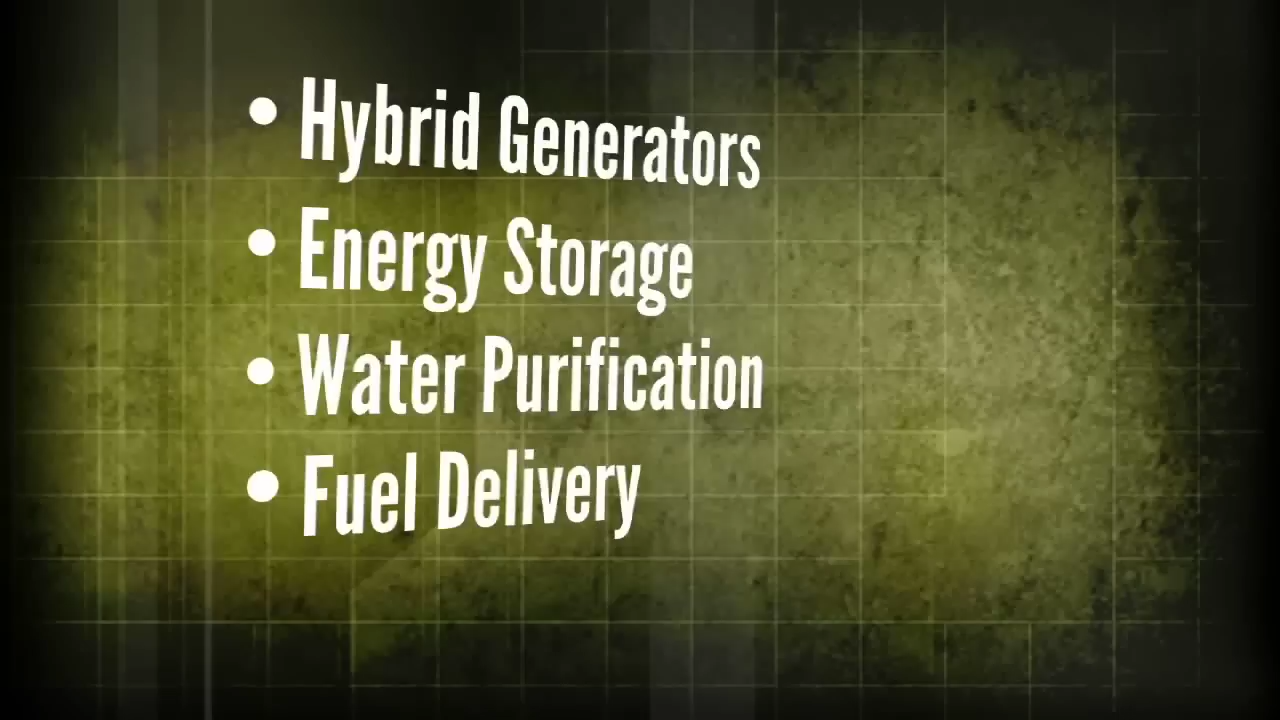 • Hybrid Generators
• Energy Storage
• Water Purification
• Fuel Delivery